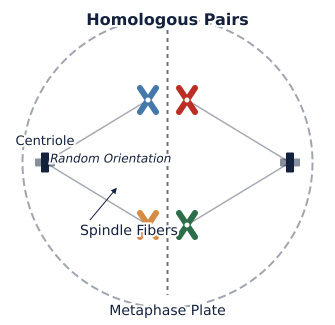 Homologous Pairs
Centriole
Random Orientation
Spindle Fibers
Metaphase Plate